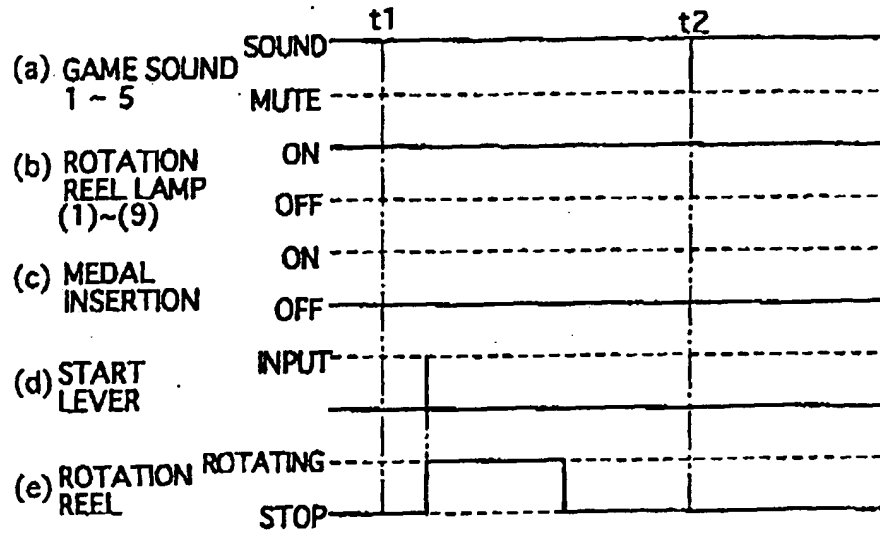 t1 t2
(a) GAME SOUND
1 ~ 5
SOUND
MUTE
(b) ROTATION
REEL LAMP
(1)~(9)
ON
OFF
(c) MEDAL
INSERTION
ON
OFF
(d) START
LEVER
INPUT
(e) ROTATION
REEL
ROTATING
STOP